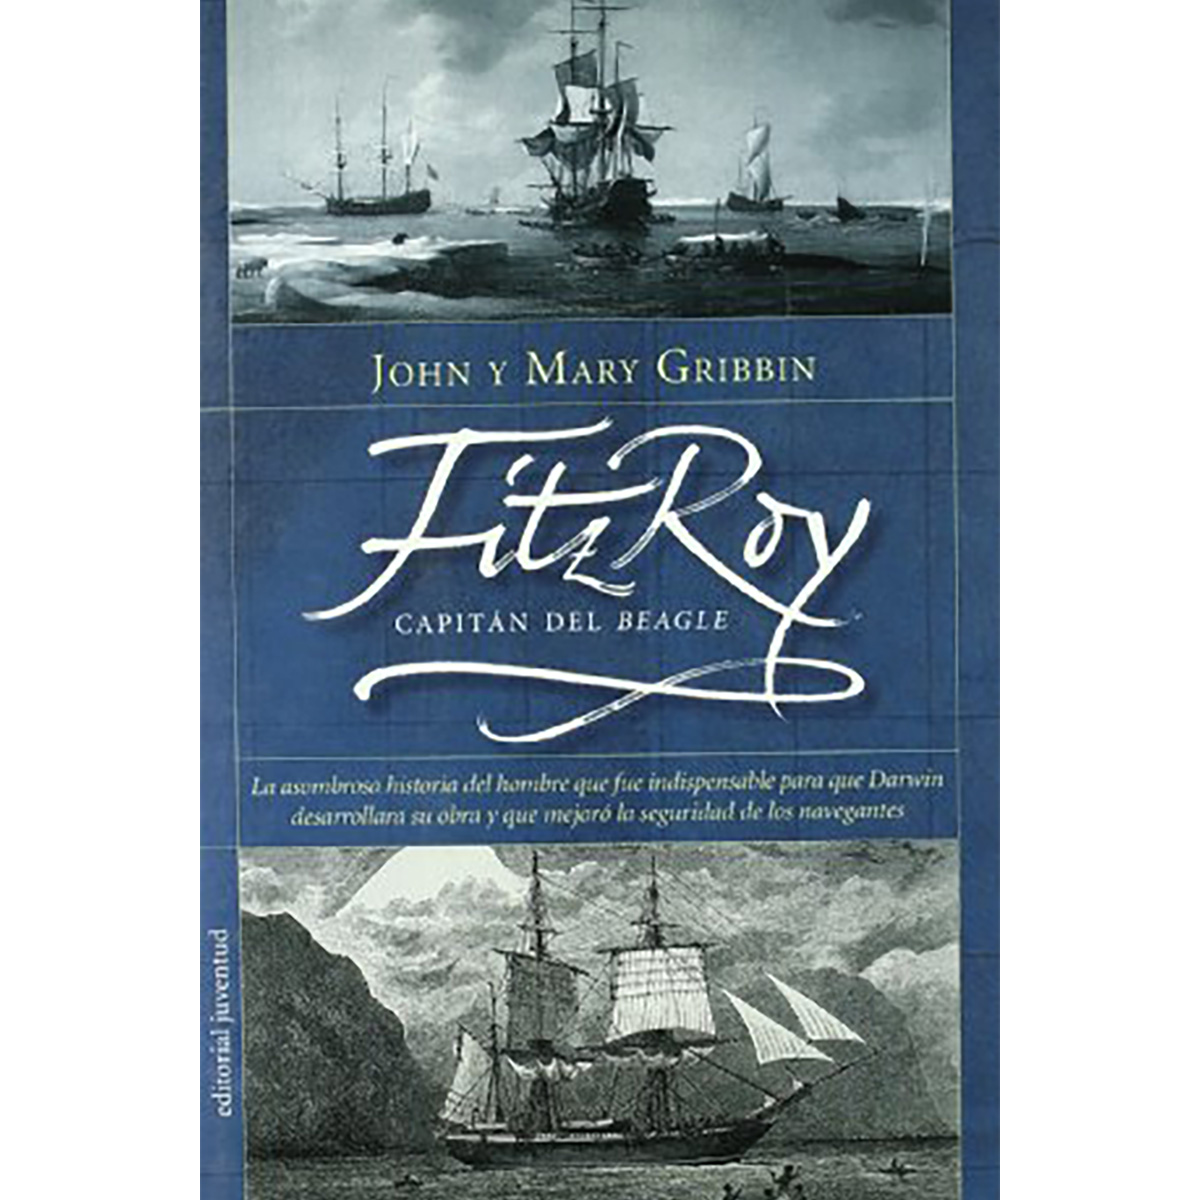 JOHN Y MARY GRIBBIN
FitzRoy
CAPITÁN DEL BEAGLE
La asombrosa historia del hombre que fue indispensable para que Darwin
desarrollara su obra y que mejoró la seguridad de los navegantes
editorial juventud